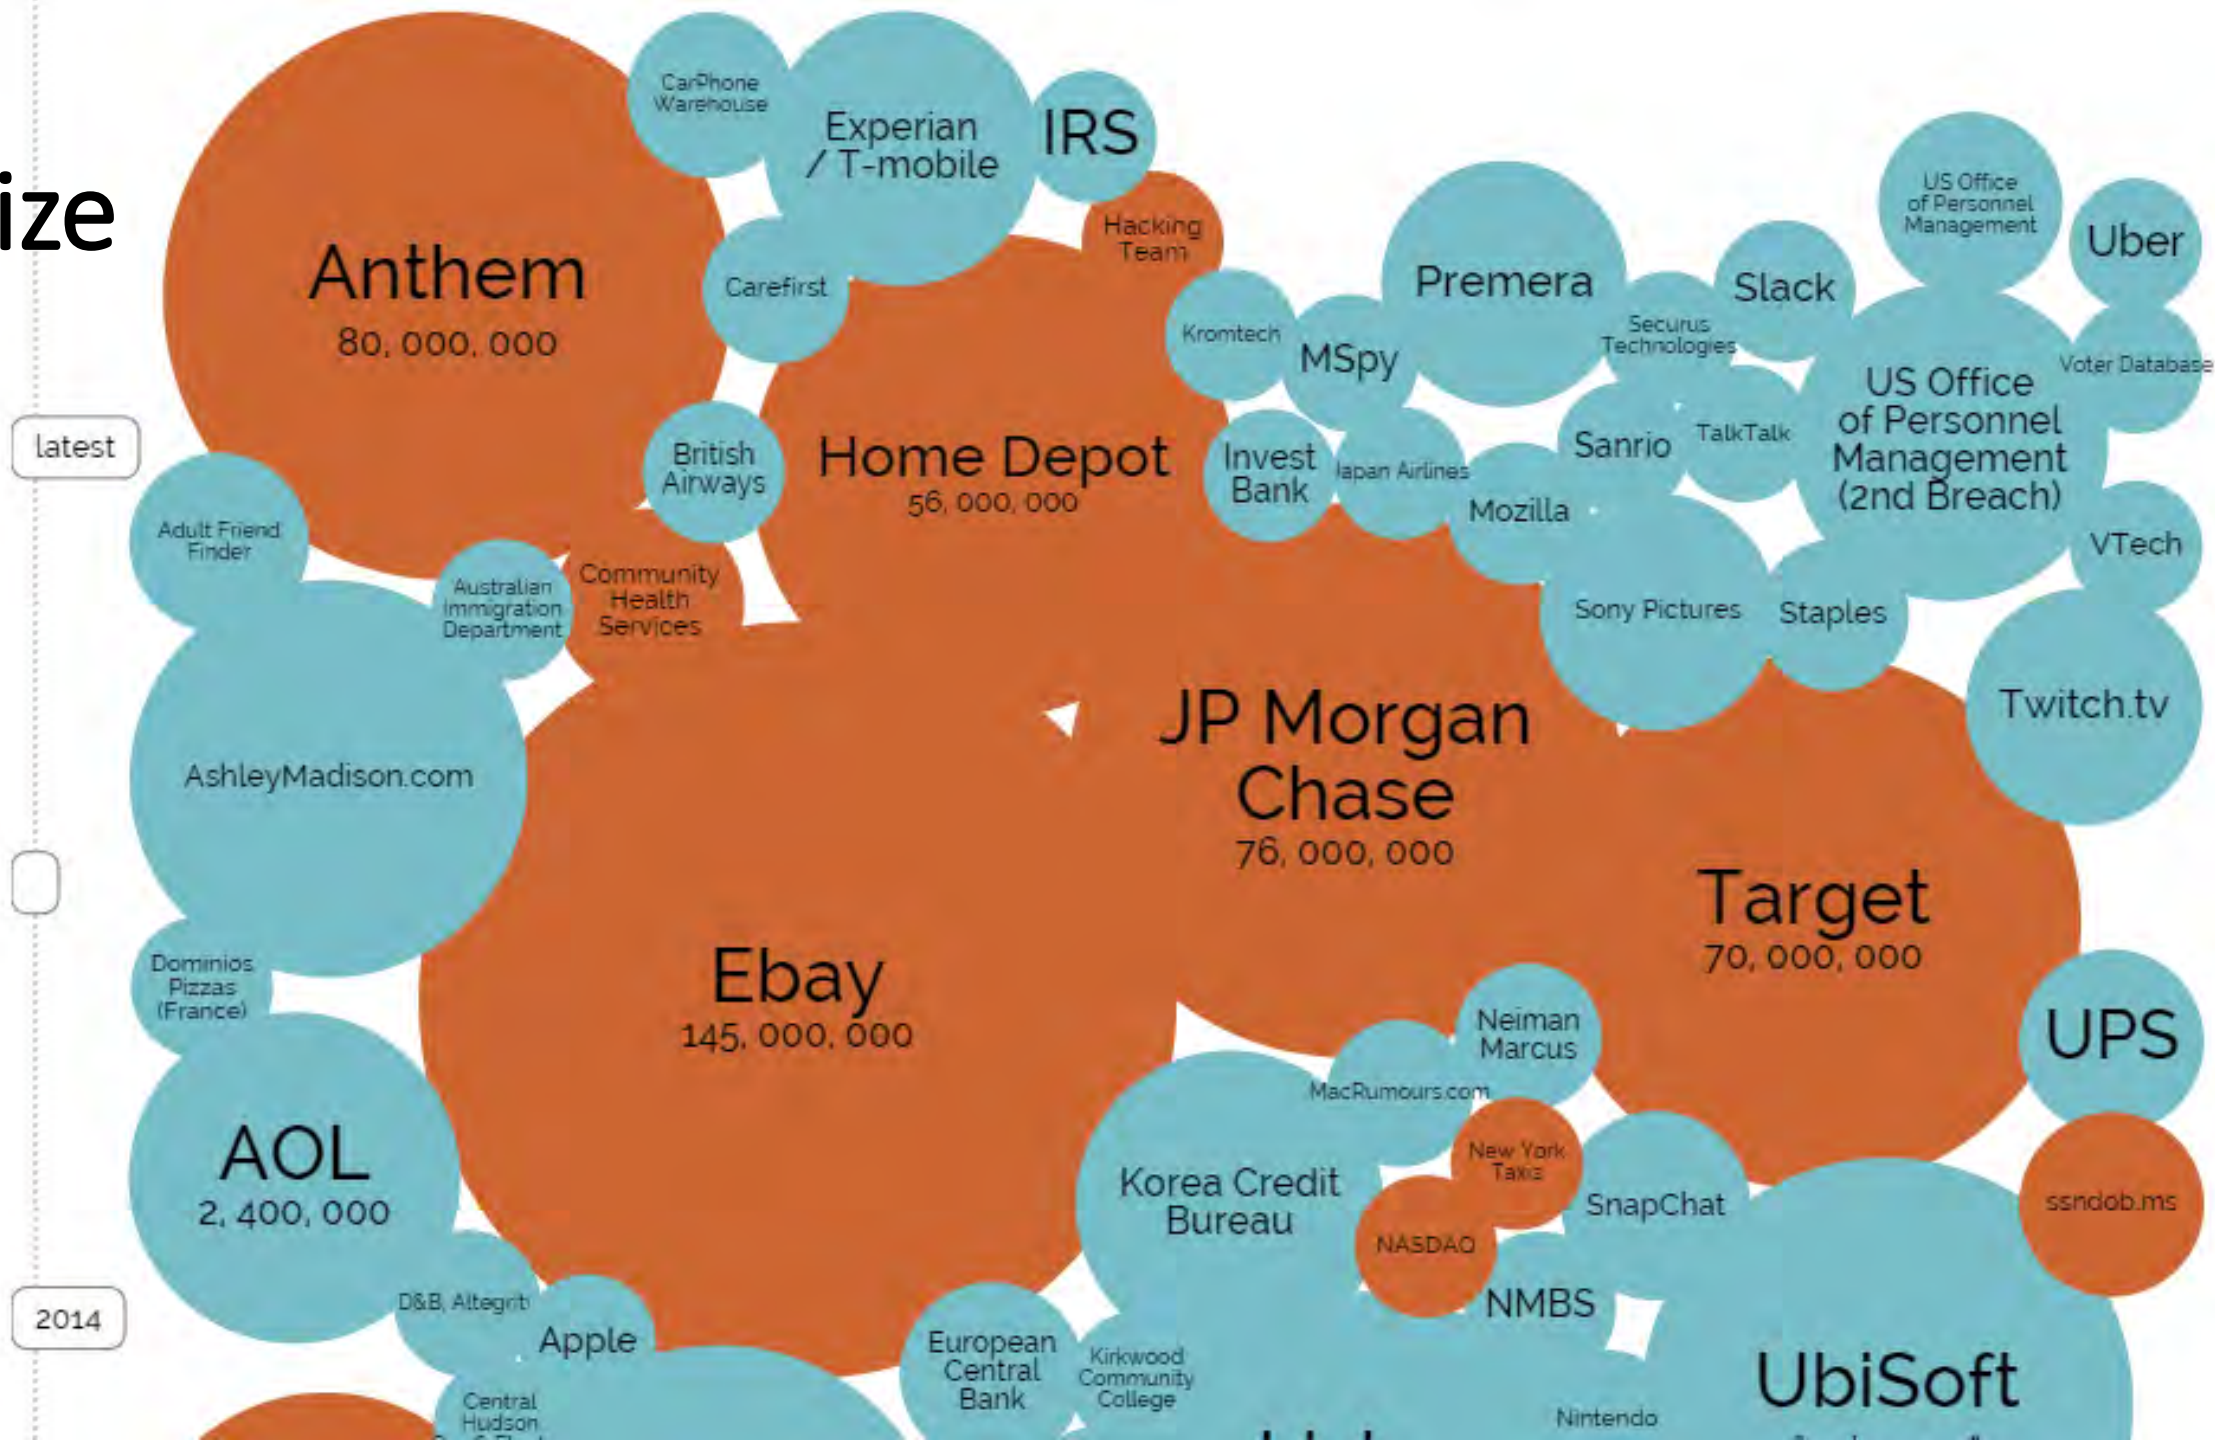 ize
CarPhone
Warehouse
Experian
/ T-mobile
IRS
Hacking
Team
US Office
of Personnel
Management
Uber
Anthem
80, 000, 000
Carefirst
Premera
Slack
Kromtech
MSpy
Securus
Technologies
Voter Database
latest
British
Airways
Home Depot
56, 000, 000
Invest
Bank
Japan Airlines
Mozilla
Sanrio
TalkTalk
US Office
of Personnel
Management
(2nd Breach)
VTech
Adult Friend
Finder
Australian
Immigration
Department
Community
Health
Services
Sony Pictures
Staples
Twitch.tv
JP Morgan
Chase
76, 000, 000
AshleyMadison.com
Target
70, 000, 000
Dominios
Pizzas
(France)
Ebay
145, 000, 000
Neiman
Marcus
UPS
MacRumours.com
AOL
2, 400, 000
Korea Credit
Bureau
New York
Taxis
SnapChat
ssndob.ms
NASDAQ
2014
D&B, Altegrit
Apple
NMBS
European
Central
Bank
Kirkwood
Community
College
UbiSoft
Central
Hudson
Nintendo